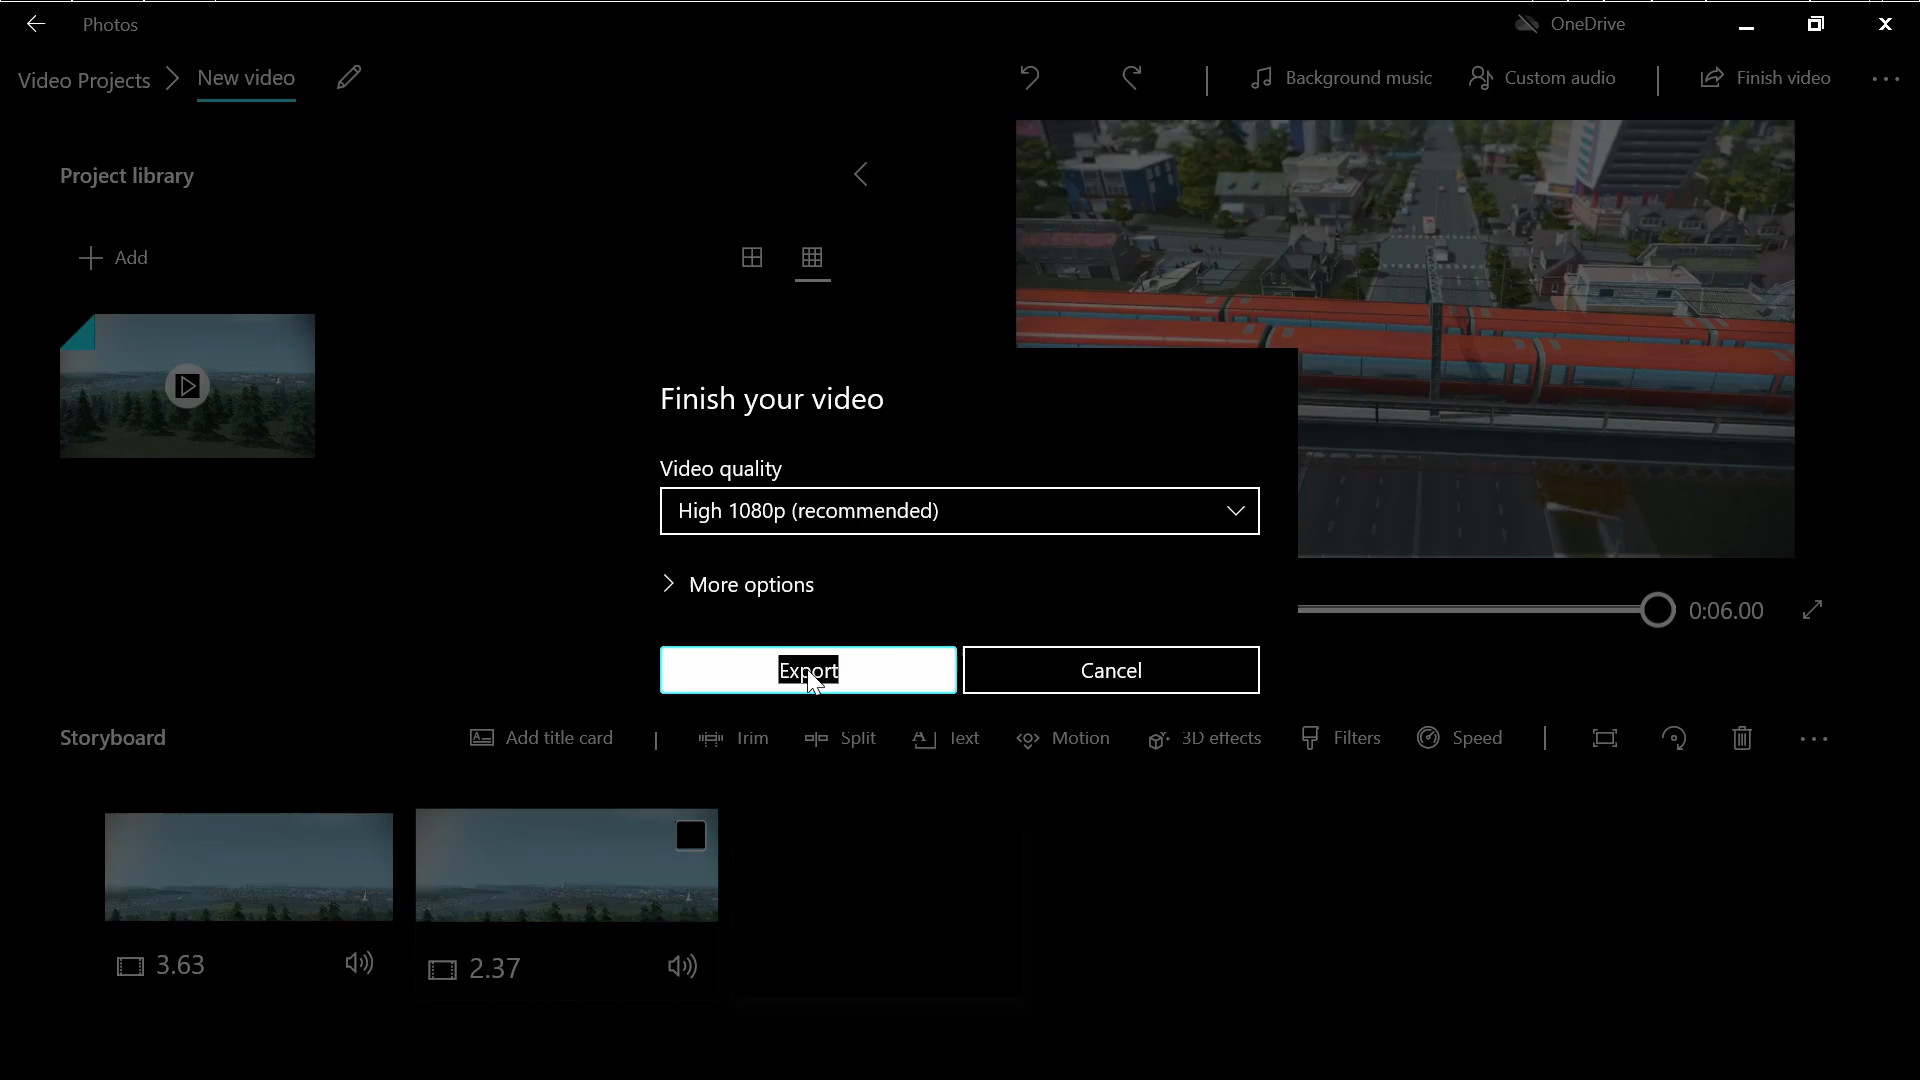 Photos
OneDrive
Video Projects
New video
Background music
Custom audio
Finish video
Project library
Add
Finish your video
Video quality
High 1080p (recommended)
More options
0:06.00
Export
Cancel
Storyboard
Add title card
Trim
Split
Text
Motion
3D effects
Filters
Speed
3.63
2.37